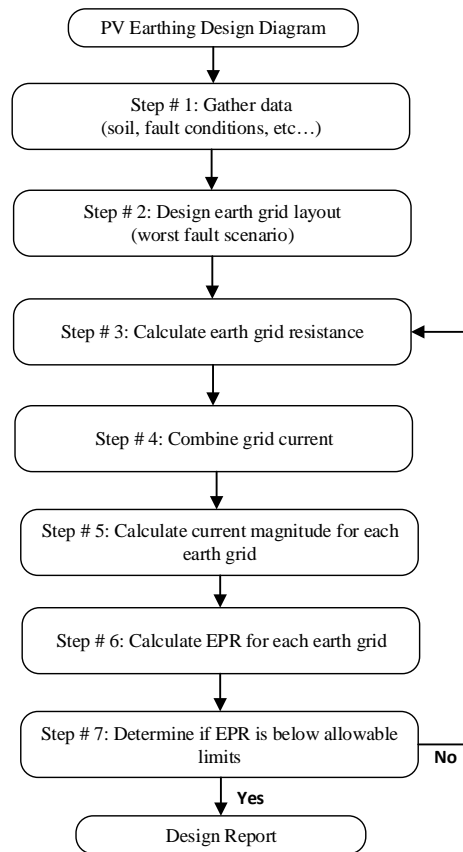 PV Earthing Design Diagram
Step # 1: Gather data
(soil, fault conditions, etc…)
Step # 2: Design earth grid layout
(worst fault scenario)
Step # 3: Calculate earth grid resistance
Step # 4: Combine grid current
Step # 5: Calculate current magnitude for each
earth grid
Step # 6: Calculate EPR for each earth grid
Step # 7: Determine if EPR is below allowable
limits
No
Yes
Design Report